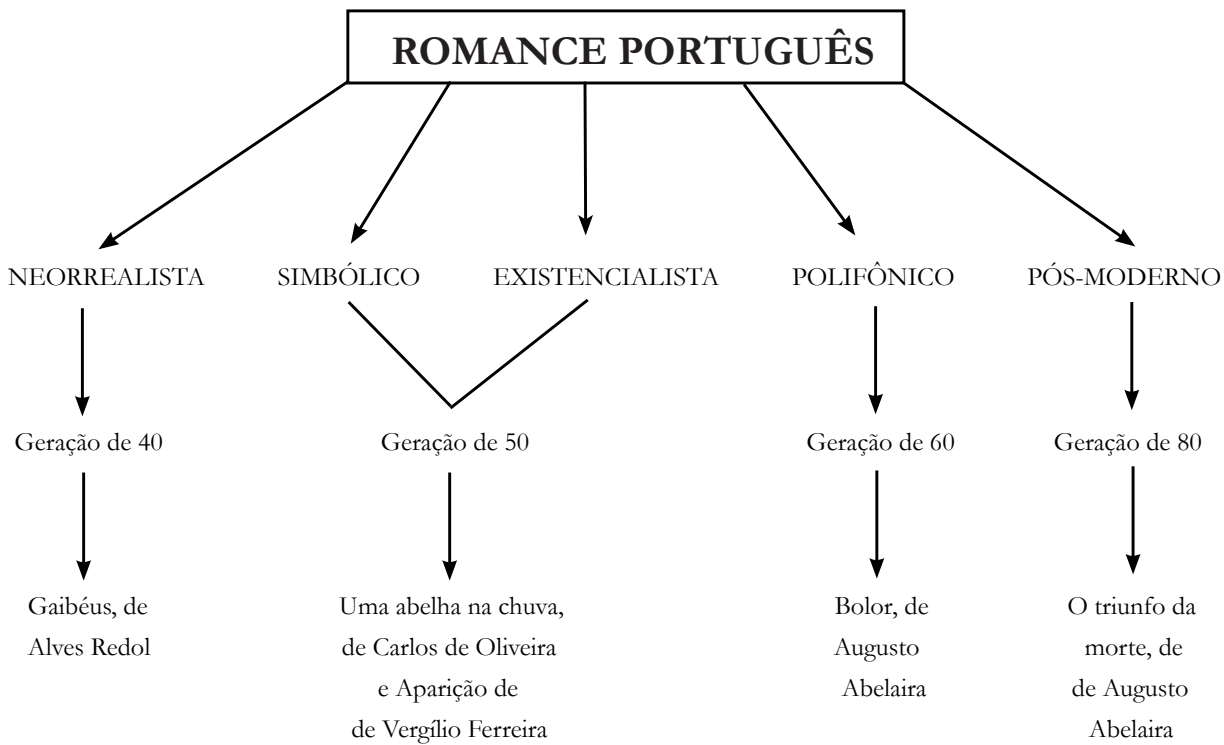 ROMANCE PORTUGUÊS
NEORREALISTA
SIMBÓLICO
EXISTENCIALISTA
POLIFÔNICO
PÓS-MODERNO
Geração de 40
Geração de 50
Geração de 60
Geração de 80
Gaibéus, de
Alves Redol
Uma abelha na chuva,
de Carlos de Oliveira
e Aparição de
de Vergílio Ferreira
Bolor, de
Augusto
Abelaira
O triunfo da
morte, de
de Augusto
Abelaira